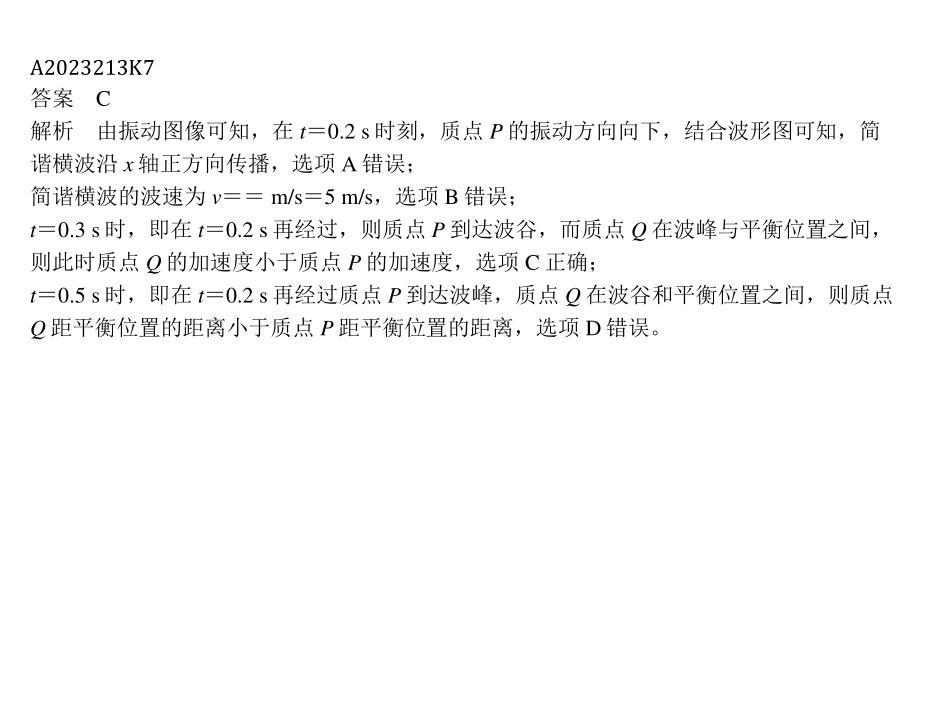 A2023213K7
答案　C
解析　由振动图像可知，在 t＝0.2 s 时刻，质点 P 的振动方向向下，结合波形图可知，简
谐横波沿 x 轴正方向传播，选项 A 错误；
简谐横波的波速为 v＝＝ m/s＝5 m/s，选项 B 错误；
t＝0.3 s 时，即在 t＝0.2 s 再经过，则质点 P 到达波谷，而质点 Q 在波峰与平衡位置之间，
则此时质点 Q 的加速度小于质点 P 的加速度，选项 C 正确；
t＝0.5 s 时，即在 t＝0.2 s 再经过质点 P 到达波峰，质点 Q 在波谷和平衡位置之间，则质点
Q 距平衡位置的距离小于质点 P 距平衡位置的距离，选项 D 错误。